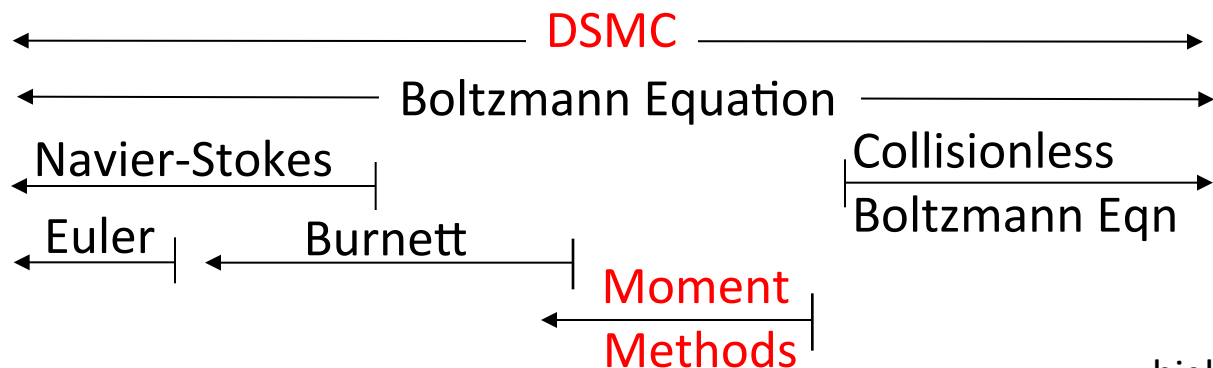 DSMC
Boltzmann Equation
Navier-Stokes
Collisionless
Boltzmann Eqn
Euler
Burnett
Moment
Methods